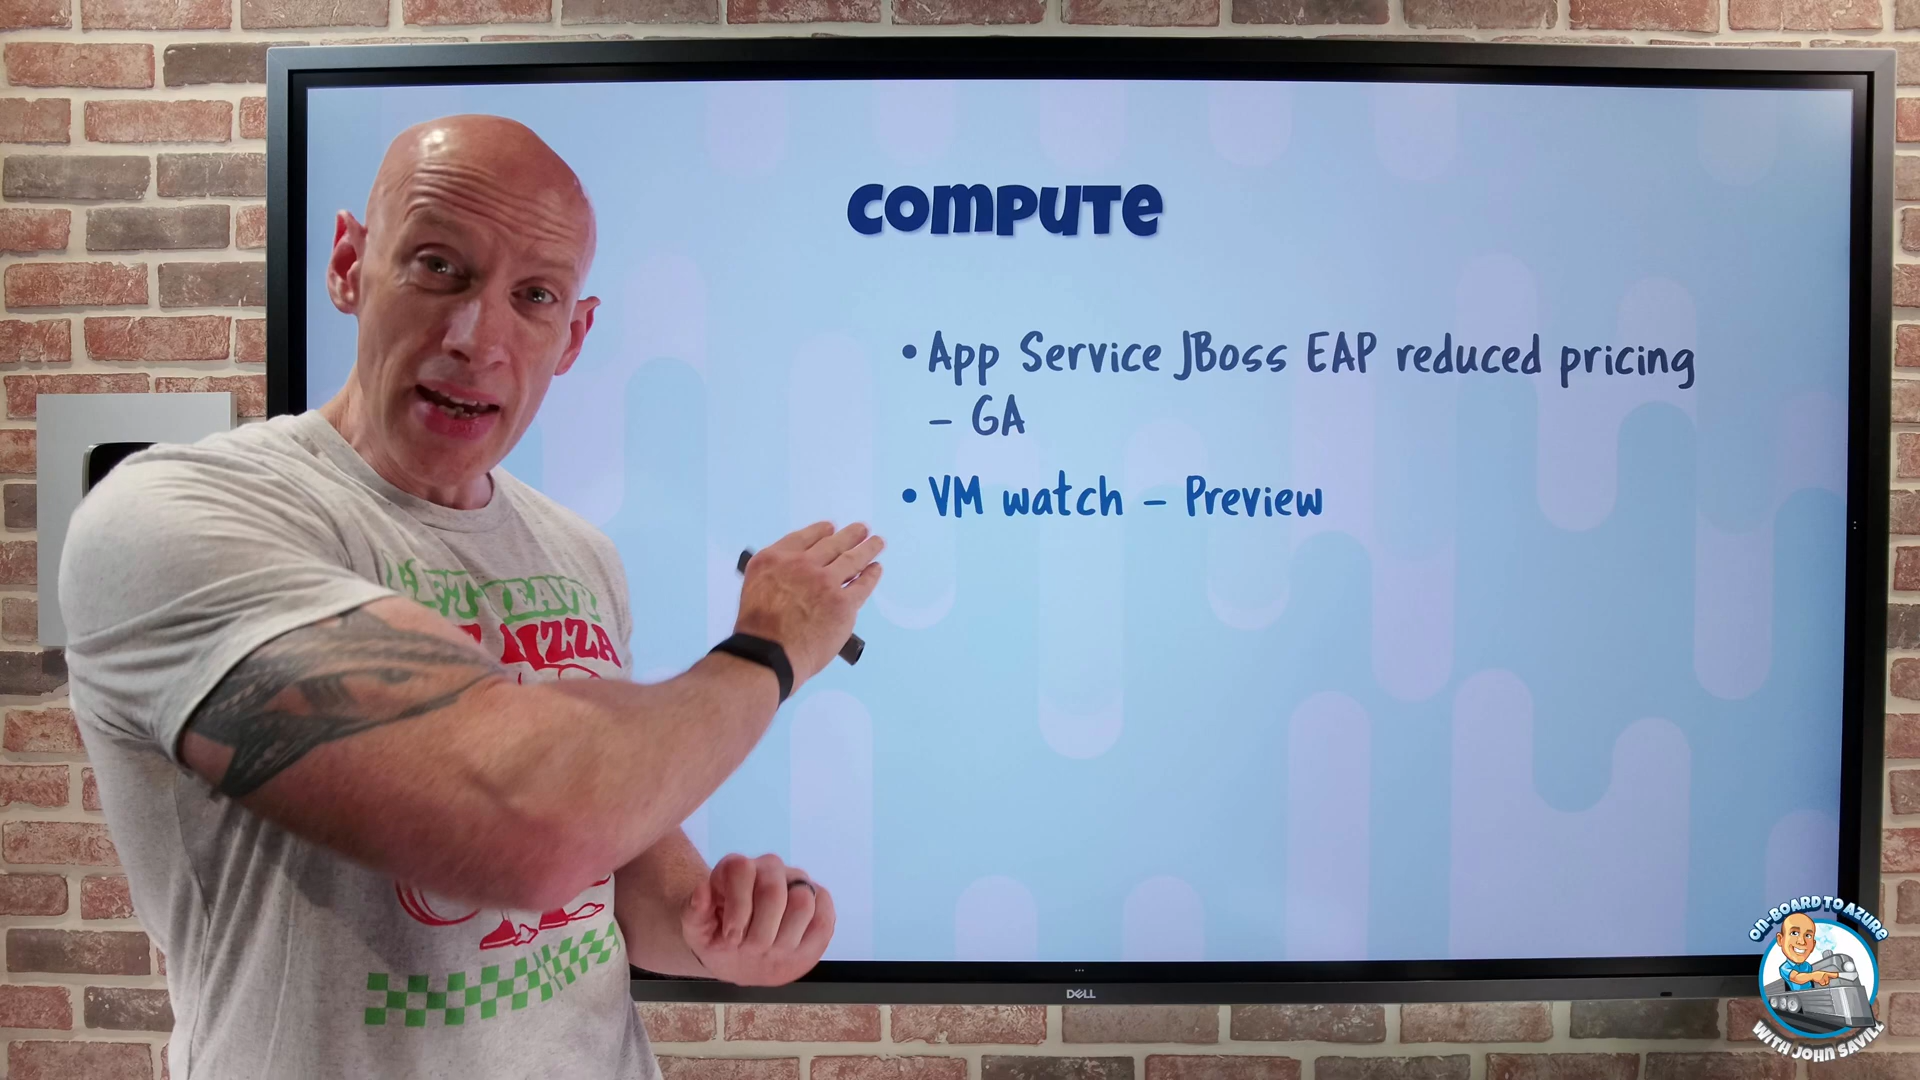 COMPUTE
• App Service JBoss EAP reduced pricing
– GA
• VM watch – Preview
PIZZA
DELL
ON-BOARD TO AZURE
WITH JOHN SAVILL